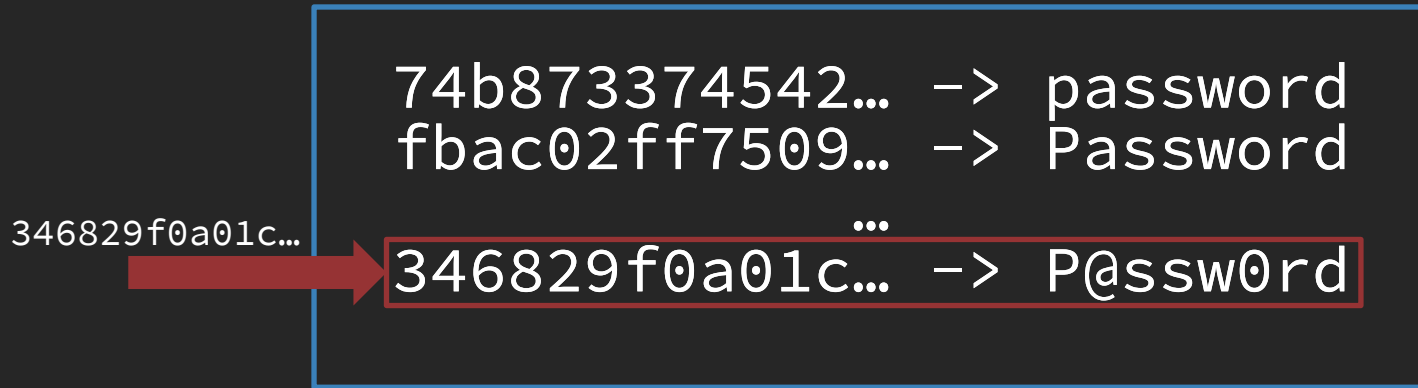 74b873374542… -> password
fbac02ff7509… -> Password
…
346829f0a01c…
346829f0a01c… -> P@ssw0rd